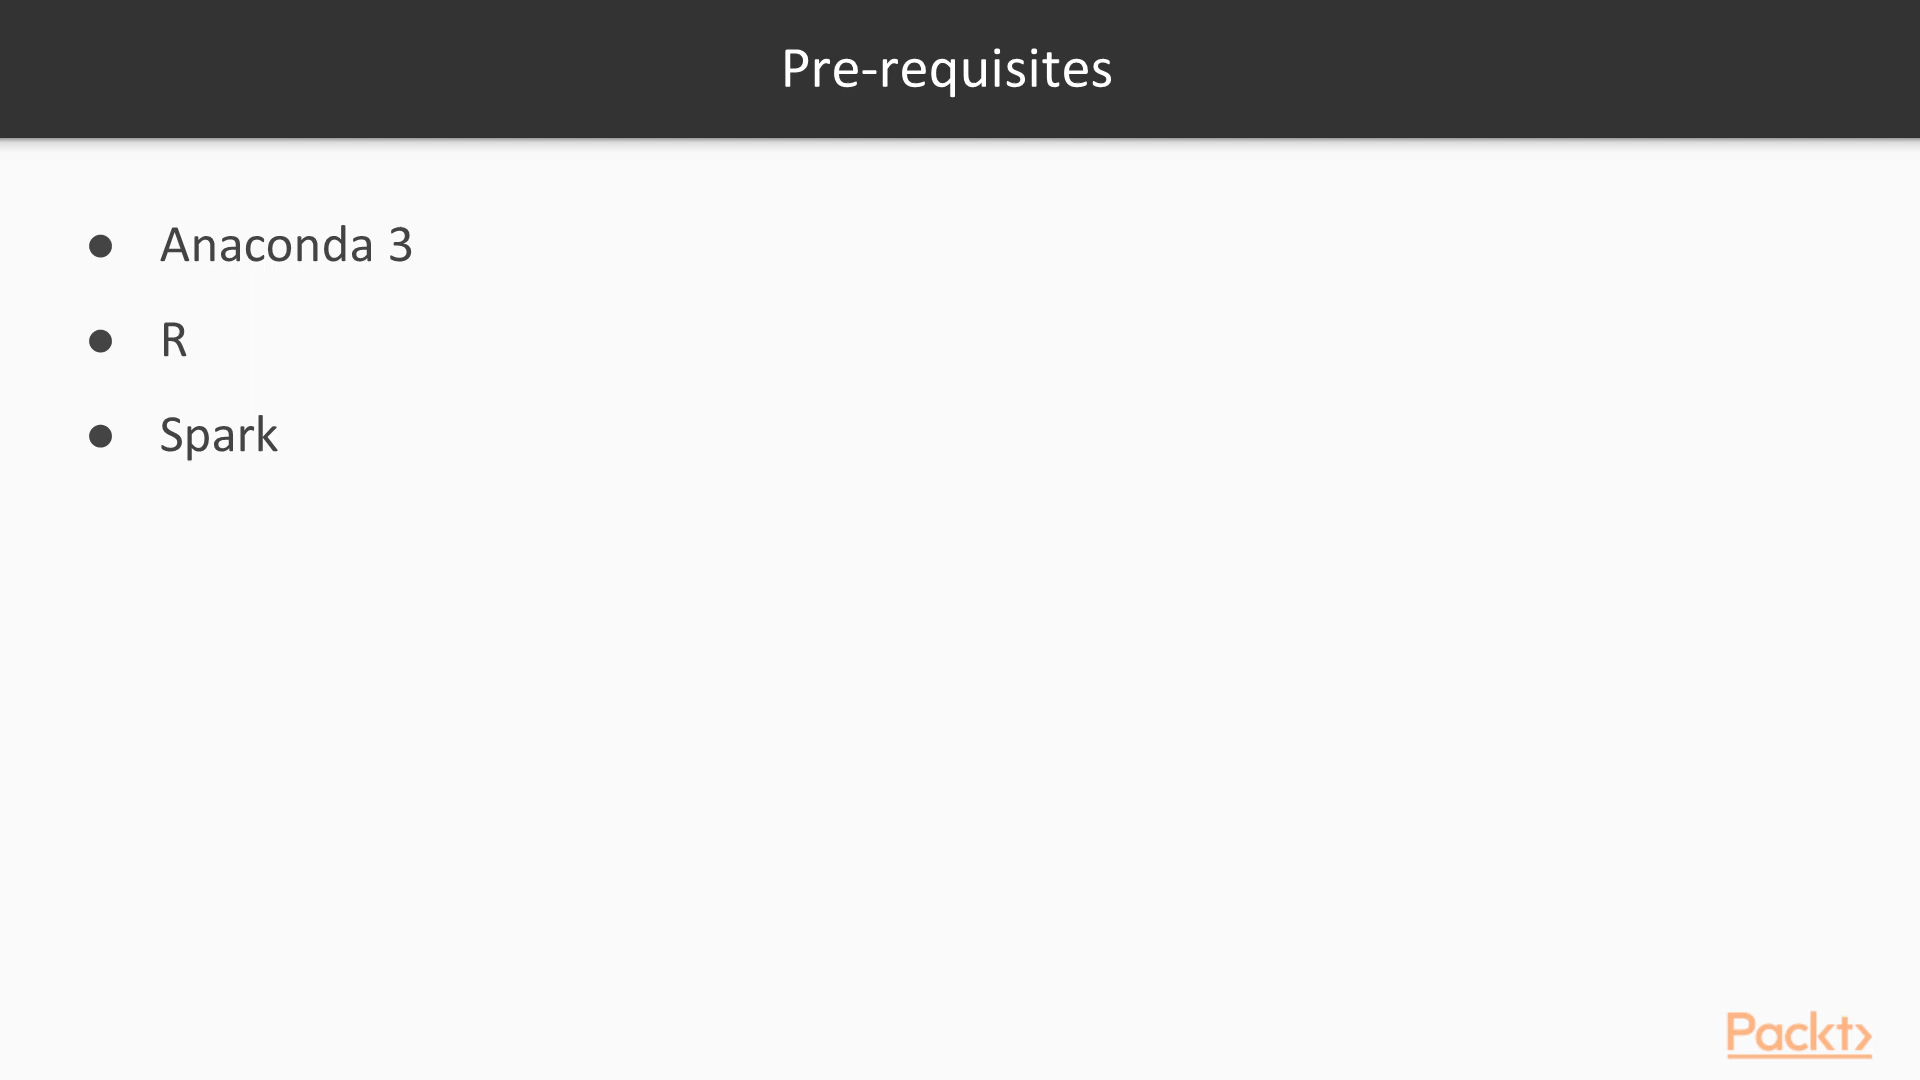 Pre-requisites
● Anaconda 3
● R
● Spark
Packt>